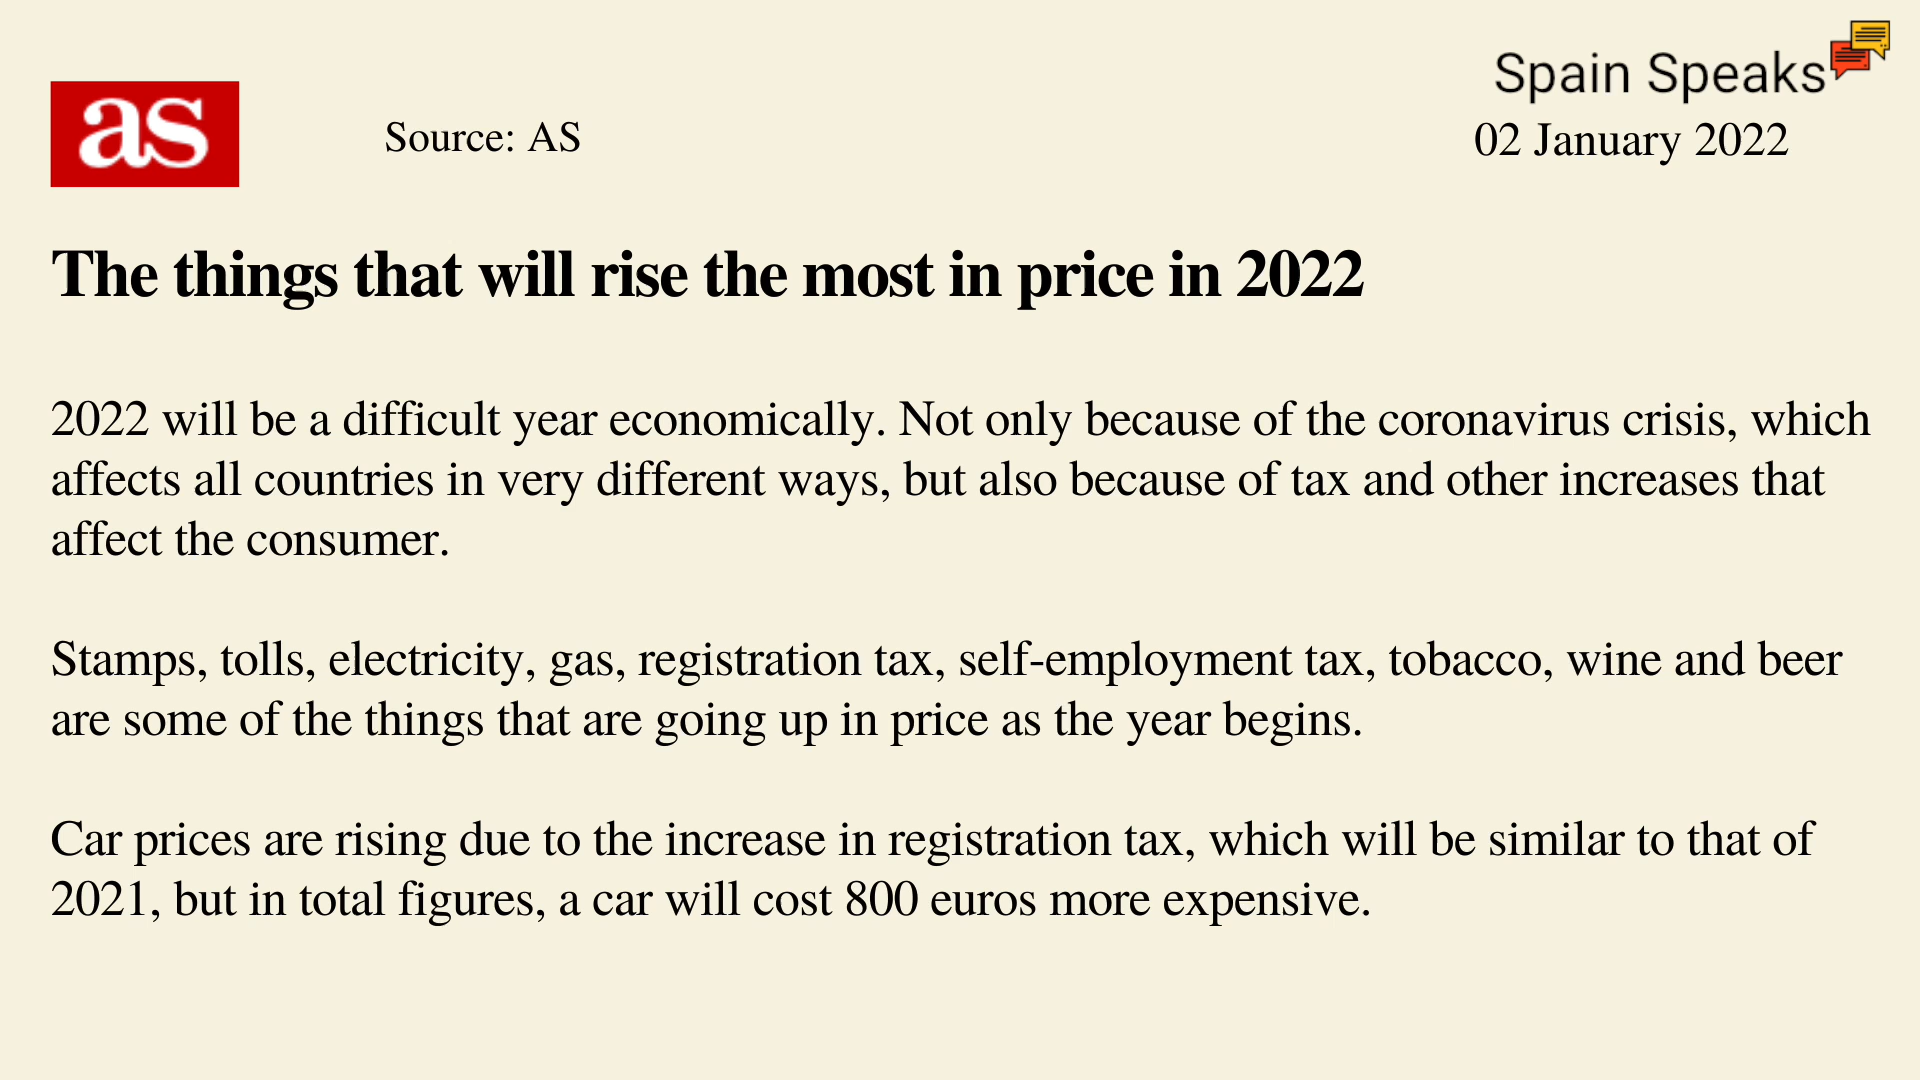 Spain Speaks
as
Source: AS
02 January 2022
The things that will rise the most in price in 2022
2022 will be a difficult year economically. Not only because of the coronavirus crisis, which
affects all countries in very different ways, but also because of tax and other increases that
affect the consumer.
Stamps, tolls, electricity, gas, registration tax, self-employment tax, tobacco, wine and beer
are some of the things that are going up in price as the year begins.
Car prices are rising due to the increase in registration tax, which will be similar to that of
2021, but in total figures, a car will cost 800 euros more expensive.